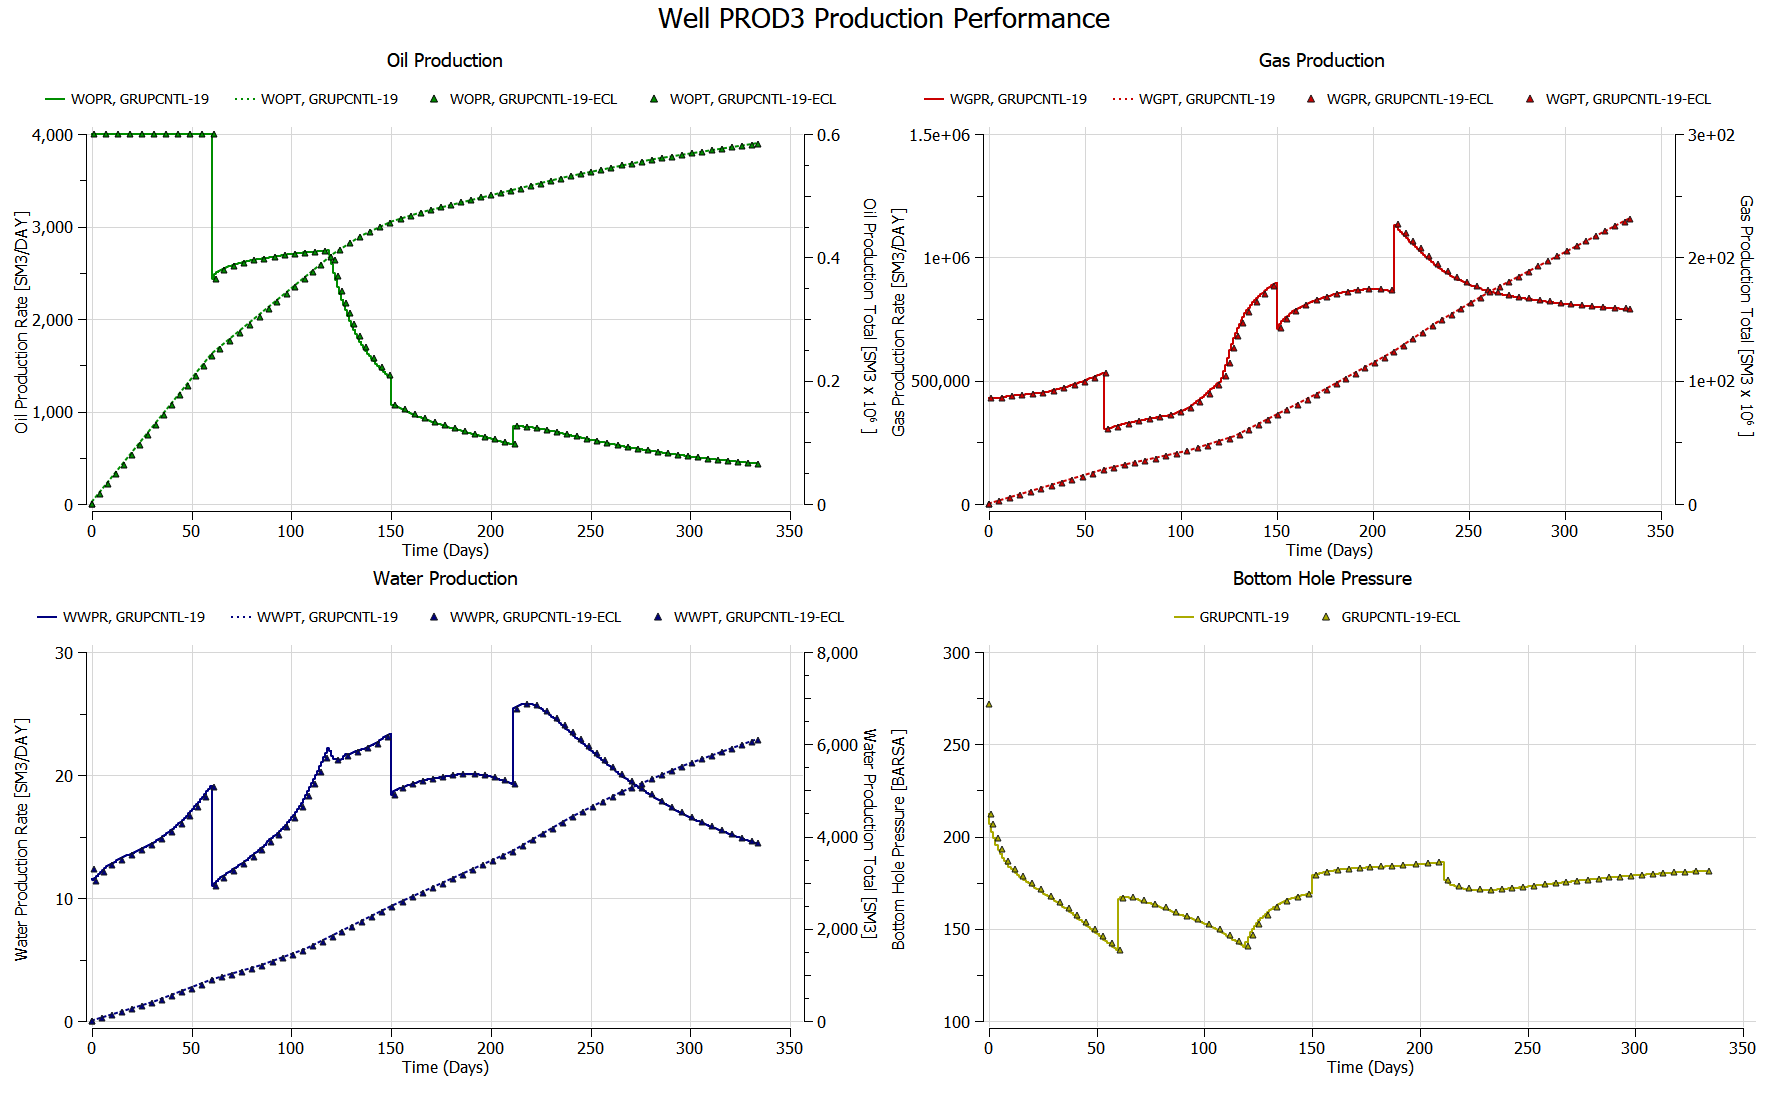 Well PROD3 Production Performance
Oil Production
WOPR, GRUPCNTL-19 WOPT, GRUPCNTL-19 WOPR, GRUPCNTL-19-ECL WOPT, GRUPCNTL-19-ECL
4,000
3,000
2,000
1,000
0
Oil Production Rate [SM3/DAY]
0.6
0.4
0.2
0
Oil Production Total [SM3 x 10⁶ ]
0 50 100 150 200 250 300 350
Time (Days)
Gas Production
WGPR, GRUPCNTL-19 WGPT, GRUPCNTL-19 WGPR, GRUPCNTL-19-ECL WGPT, GRUPCNTL-19-ECL
1.5e+06
1e+06
500,000
0
Gas Production Rate [SM3/DAY]
3e+02
2e+02
1e+02
0
Gas Production Total [SM3 x 10⁶ ]
0 50 100 150 200 250 300 350
Time (Days)
Water Production
WWPR, GRUPCNTL-19 WWPT, GRUPCNTL-19 WWPR, GRUPCNTL-19-ECL WWPT, GRUPCNTL-19-ECL
30
20
10
0
Water Production Rate [SM3/DAY]
8,000
6,000
4,000
2,000
0
Water Production Total [SM3]
0 50 100 150 200 250 300 350
Time (Days)
Bottom Hole Pressure
GRUPCNTL-19 GRUPCNTL-19-ECL
300
250
200
150
100
Bottom Hole Pressure [BARSA]
0 50 100 150 200 250 300 350
Time (Days)